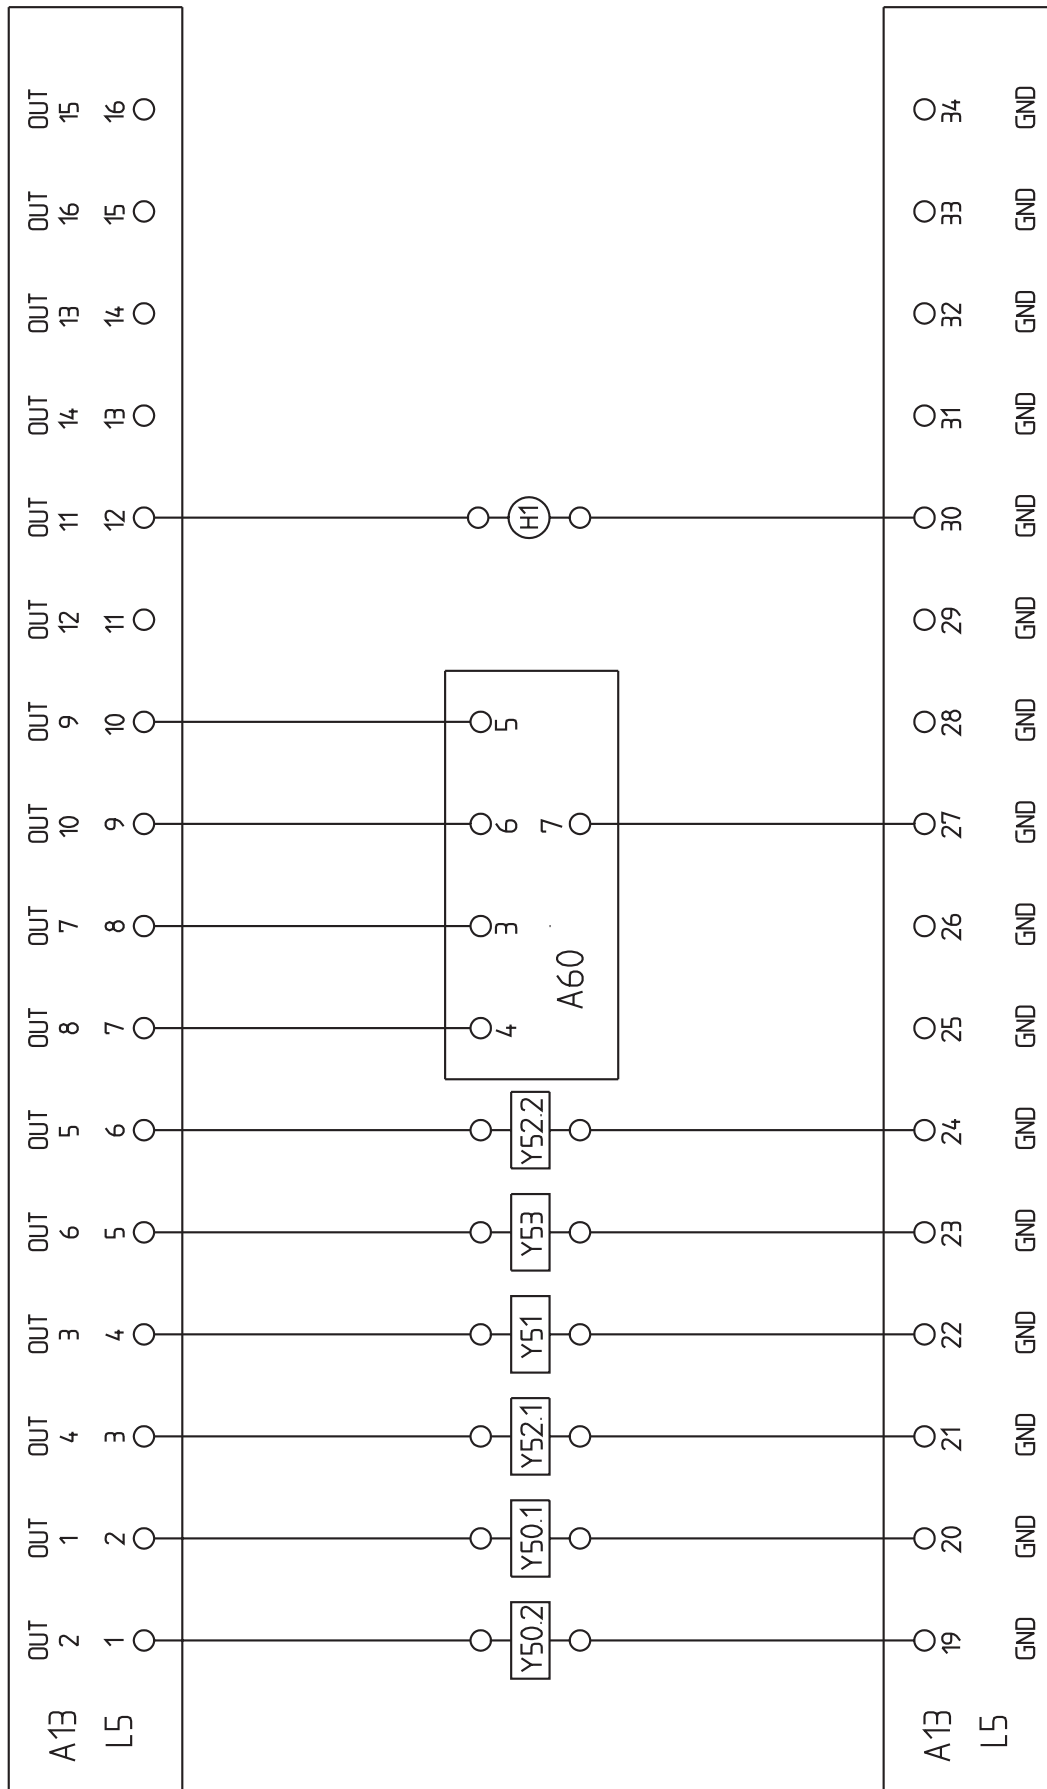 OUT OUT OUT OUT OUT OUT OUT OUT OUT OUT OUT OUT OUT OUT OUT OUT
A13 2 1 4 3 6 5 8 7 10 9 12 11 14 13 16 15
L5 1 2 3 4 5 6 7 8 9 10 11 12 13 14 15 16
4 3 6 5
Y50.2 Y50.1 Y52.1 Y51 Y53 Y52.2 H1
7
A60
A13 19 20 21 22 23 24 25 26 27 28 29 30 31 32 33 34
L5
GND GND GND GND GND GND GND GND GND GND GND GND GND GND GND GND